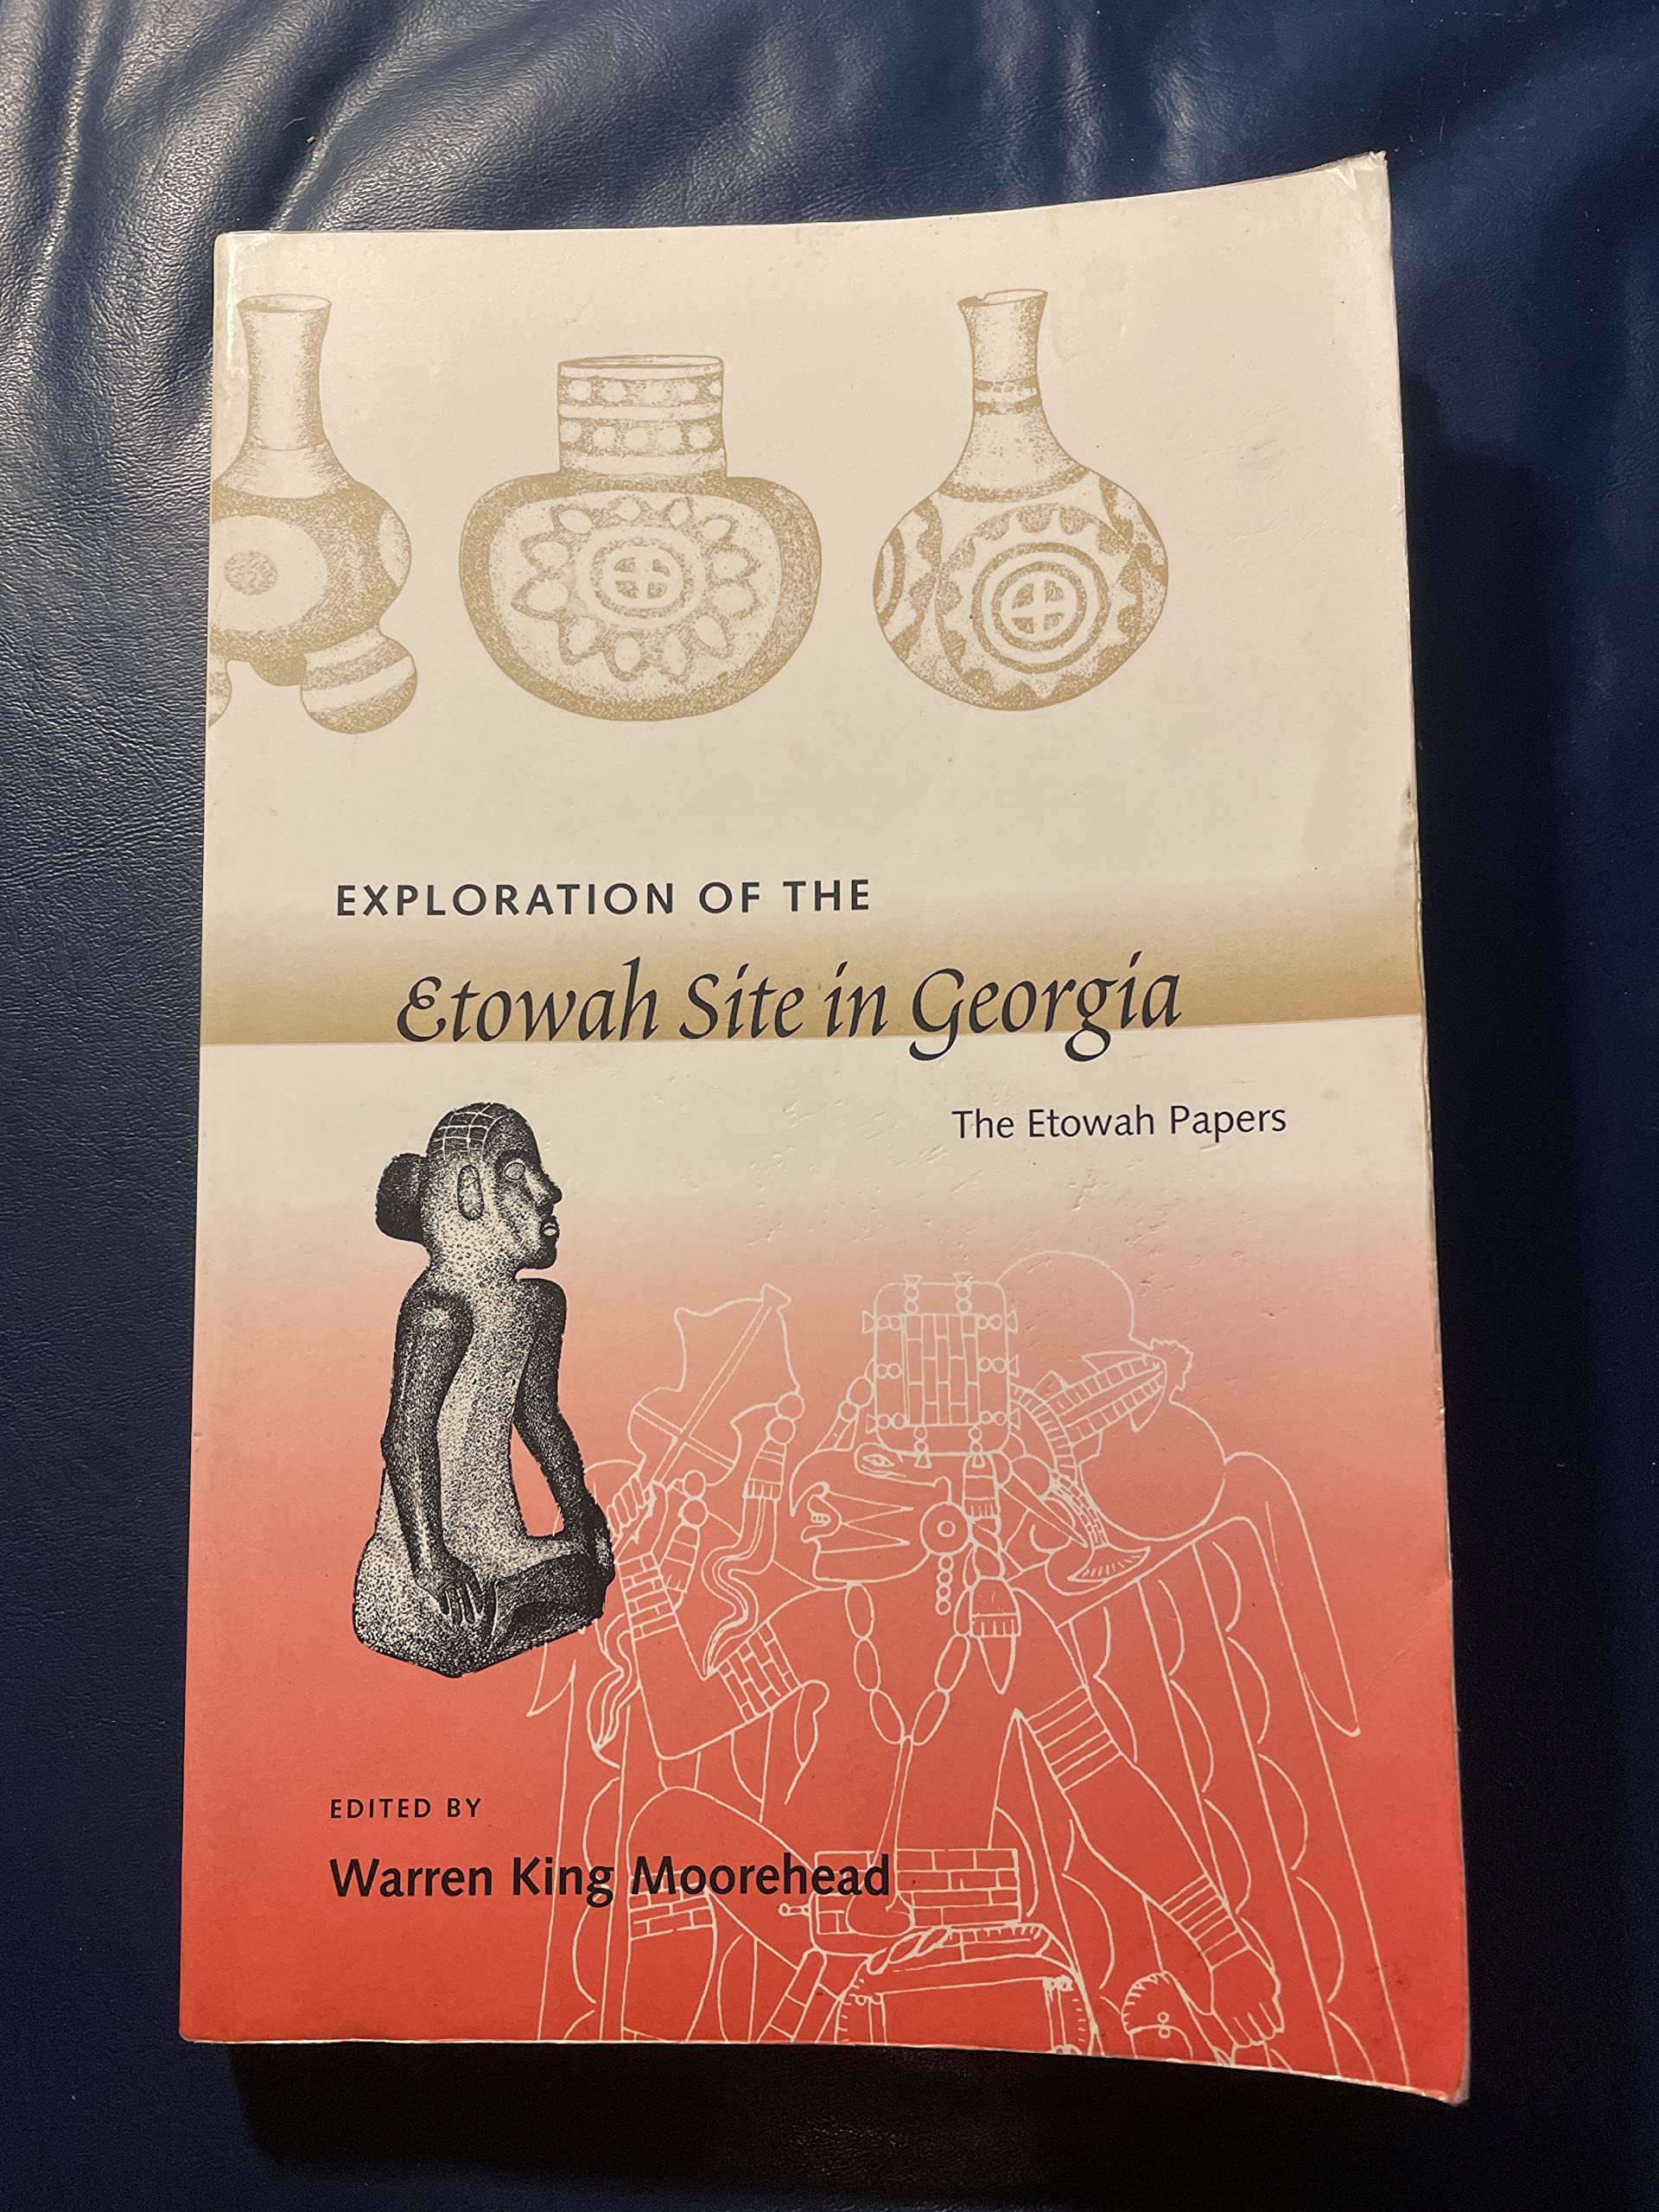 EXPLORATION OF THE
Etowah Site in Georgia
The Etowah Papers
EDITED BY
Warren King Moorehead